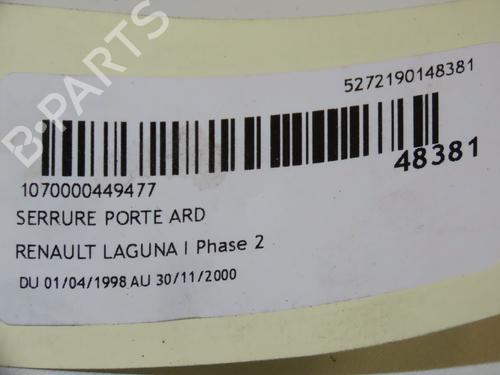 B-PARTS
5272190148381
48381
1070000449477
SERRURE PORTE ARD
RENAULT LAGUNA I Phase 2
DU 01/04/1998 AU 30/11/2000